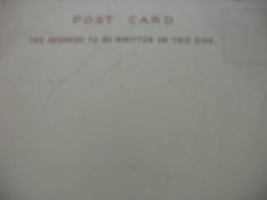 POST CARD
THE ADDRESS TO BE WRITTEN ON THIS SIDE.